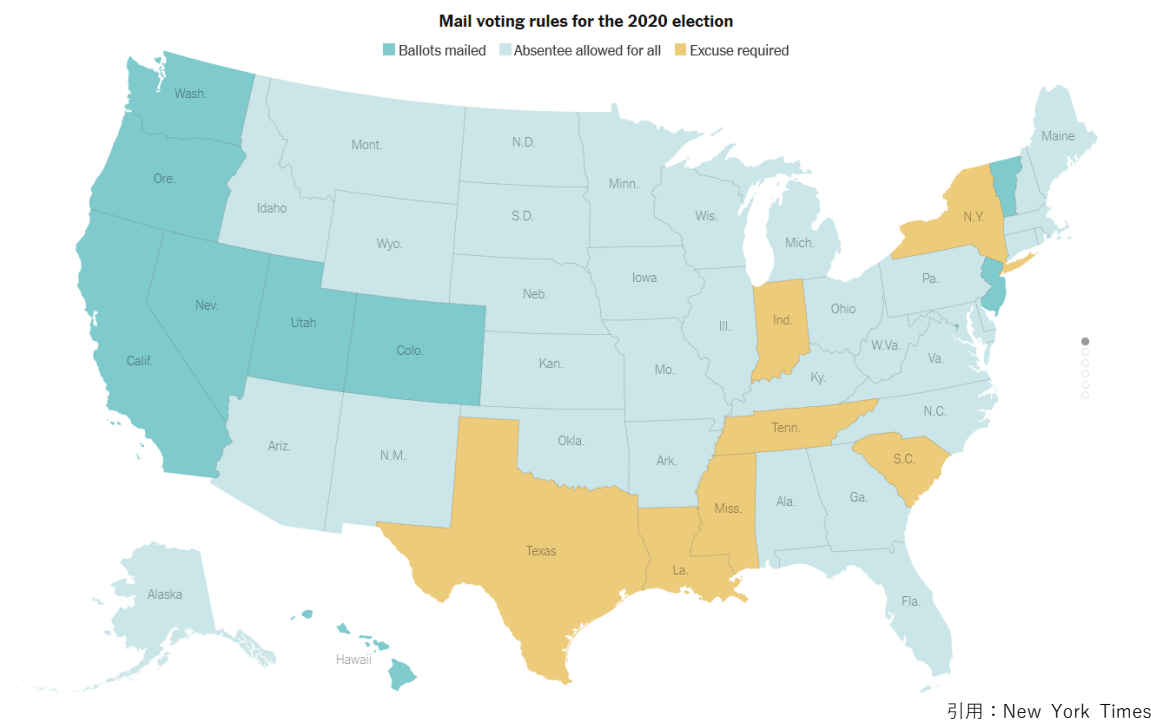 Mail voting rules for the 2020 election
Ballots mailed Absentee allowed for all Excuse required
Wash.
Maine
Mont.
N.D.
Ore.
Minn.
Idaho
S.D.
Wis.
N.Y.
Wyo.
Mich.
Iowa
Pa.
Neb.
Nev.
Ohio
Utah
Ind.
Ill.
W.Va.
Colo.
Va.
Calif.
Kan.
Mo.
Ky.
N.C.
Tenn.
Okla.
Ariz.
N.M.
Ark.
S.C.
Ala.
Ga.
Miss.
Texas
La.
Alaska
Fla.
Hawaii
引用：New York Times